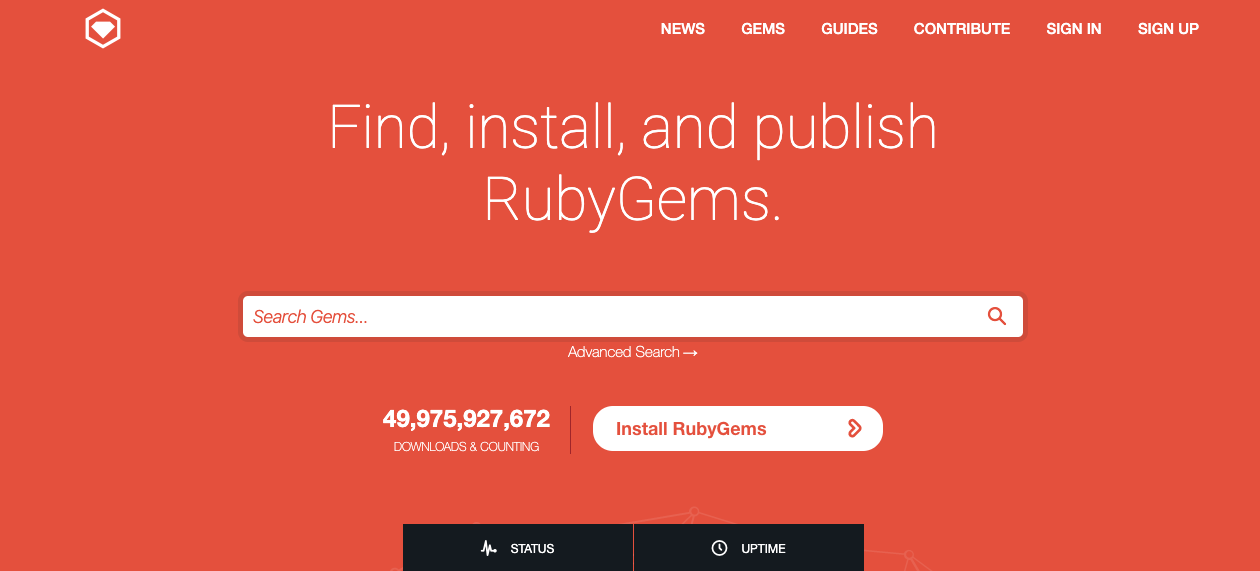 NEWS GEMS GUIDES CONTRIBUTE SIGN IN SIGN UP
Find, install, and publish
RubyGems.
Search Gems...
Advanced Search →
49,975,927,672
DOWNLOADS & COUNTING
Install RubyGems
STATUS UPTIME